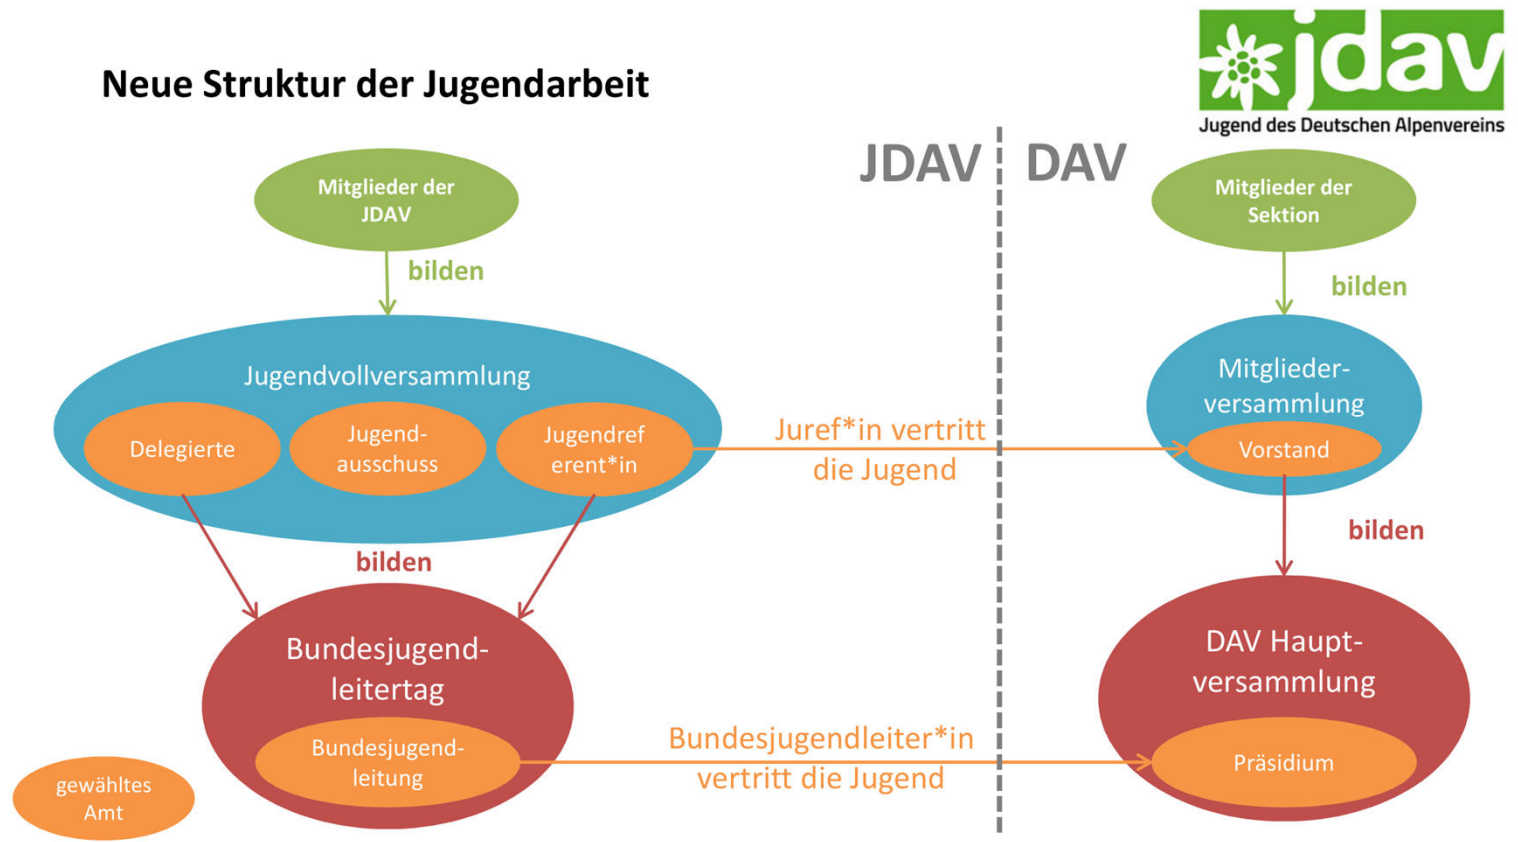 jdav
Jugend des Deutschen Alpenvereins
Neue Struktur der Jugendarbeit
JDAV
DAV
Mitglieder der
JDAV
bilden
Jugendvollversammlung
Delegierte
Jugend-
ausschuss
Jugendref
erent*in
Juref*in vertritt
die Jugend
bilden
Bundesjugend-
leitertag
Bundesjugend-
leitung
Bundesjugendleiter*in
vertritt die Jugend
gewähltes
Amt
Mitglieder der
Sektion
bilden
Mitglieder-
versammlung
Vorstand
bilden
DAV Haupt-
versammlung
Präsidium